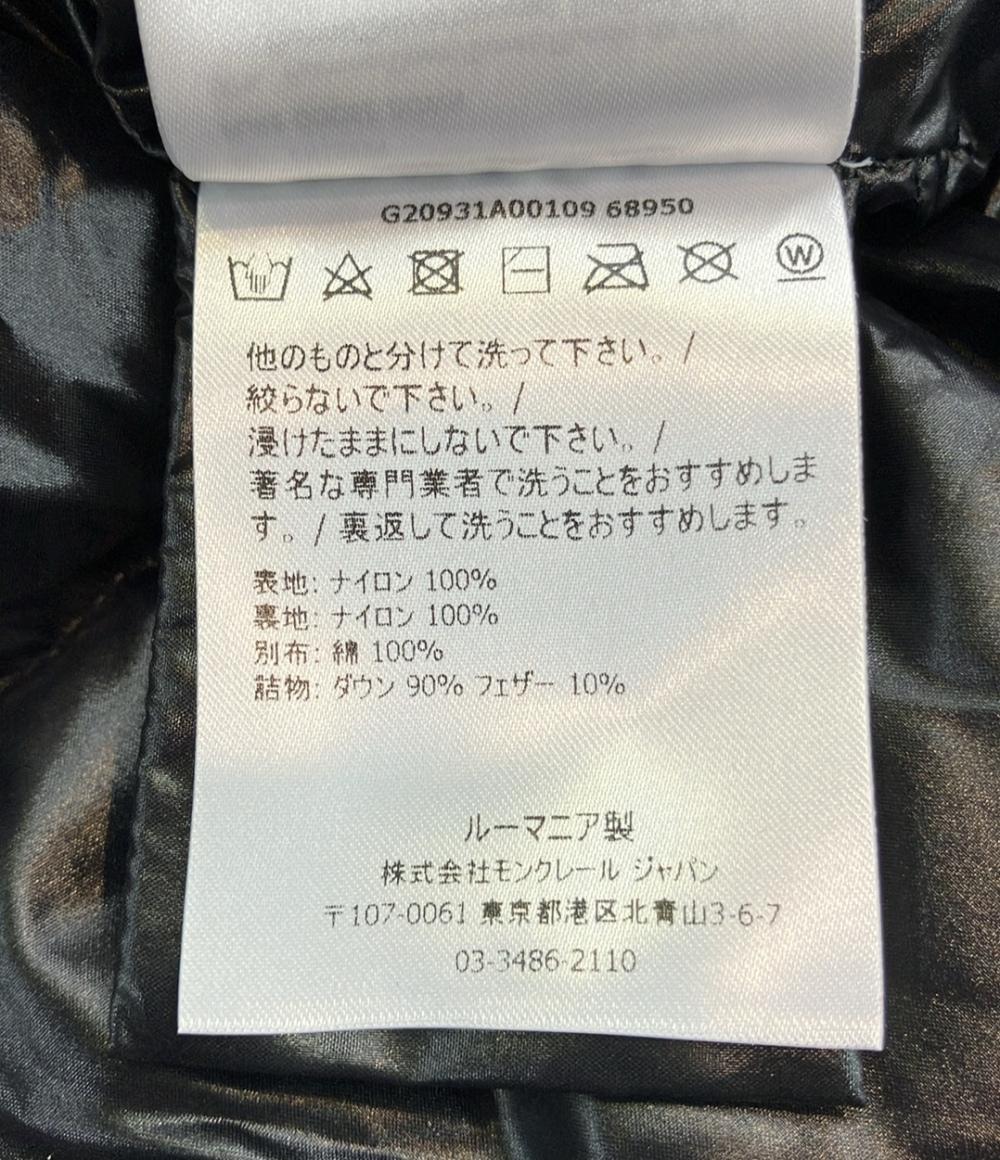 G20931A00109 68950
W
他のものと分けて洗って下さい。/
絞らないで下さい。/
浸けたままにしないで下さい。/
著名な専門業者で洗うことをおすすめしま
す。/ 裏返して洗うことをおすすめします。
表地: ナイロン 100%
裏地: ナイロン 100%
別布: 綿 100%
詰物: ダウン 90% フェザー 10%
ルーマニア製
株式会社モンクレール ジャパン
〒107-0061 東京都港区北青山3-6-7
03-3486-2110